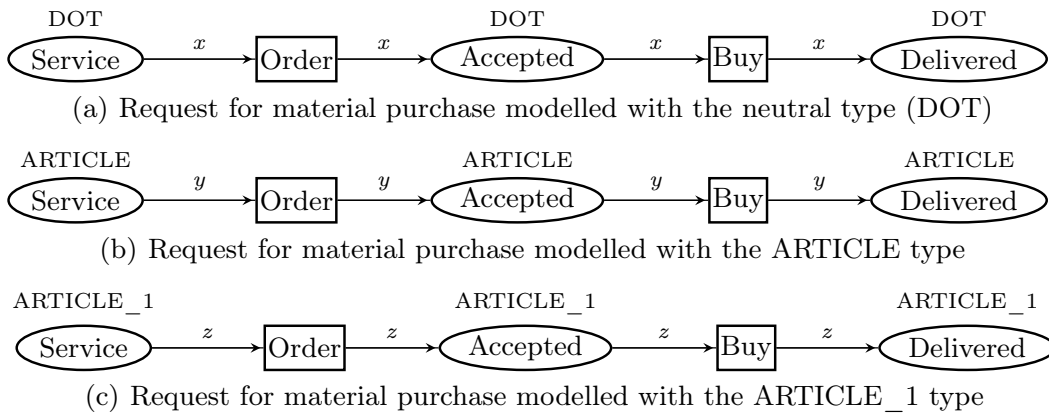 DOT DOT DOT
x x x x
Service Order Accepted Buy Delivered
(a) Request for material purchase modelled with the neutral type (DOT)
ARTICLE ARTICLE ARTICLE
y y y y
Service Order Accepted Buy Delivered
(b) Request for material purchase modelled with the ARTICLE type
ARTICLE_1 ARTICLE_1 ARTICLE_1
z z z z
Service Order Accepted Buy Delivered
(c) Request for material purchase modelled with the ARTICLE_1 type